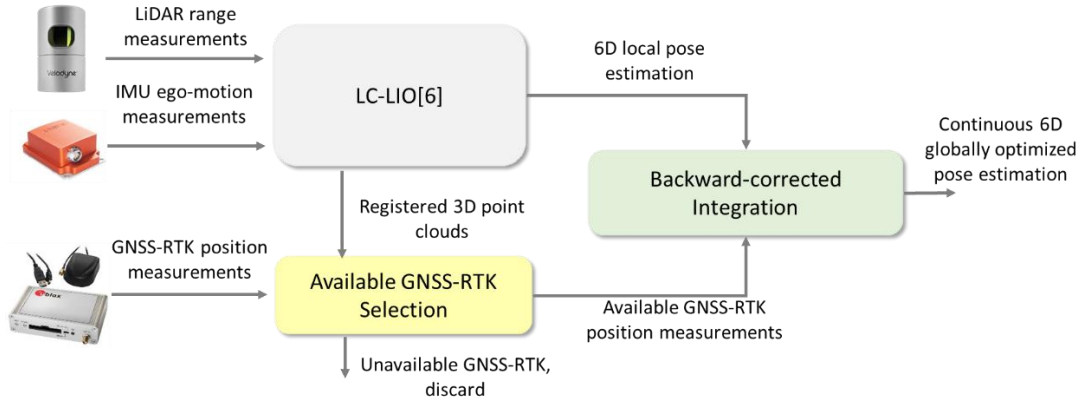 LiDAR range
measurements
Velodyne
IMU ego-motion
measurements
LC-LIO[6]
6D local pose
estimation
Continuous 6D
globally optimized
pose estimation
Backward-corrected
Integration
Registered 3D point
clouds
GNSS-RTK position
measurements
blox
Available GNSS-RTK
Selection
Available GNSS-RTK
position measurements
Unavailable GNSS-RTK,
discard